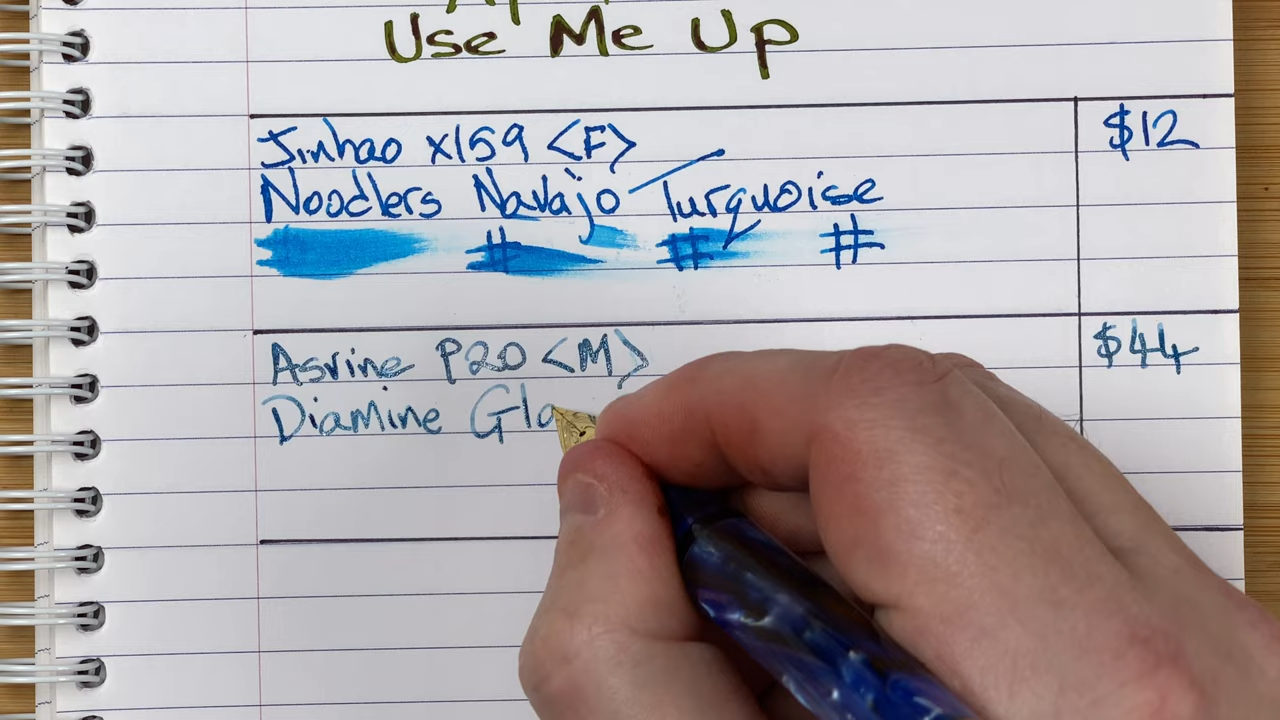 Use Me Up
Jinhao x159 <F>
$12
Noodlers Navajo Turquoise
# # #
Asvine P20 <M>
$44
Diamine Gla